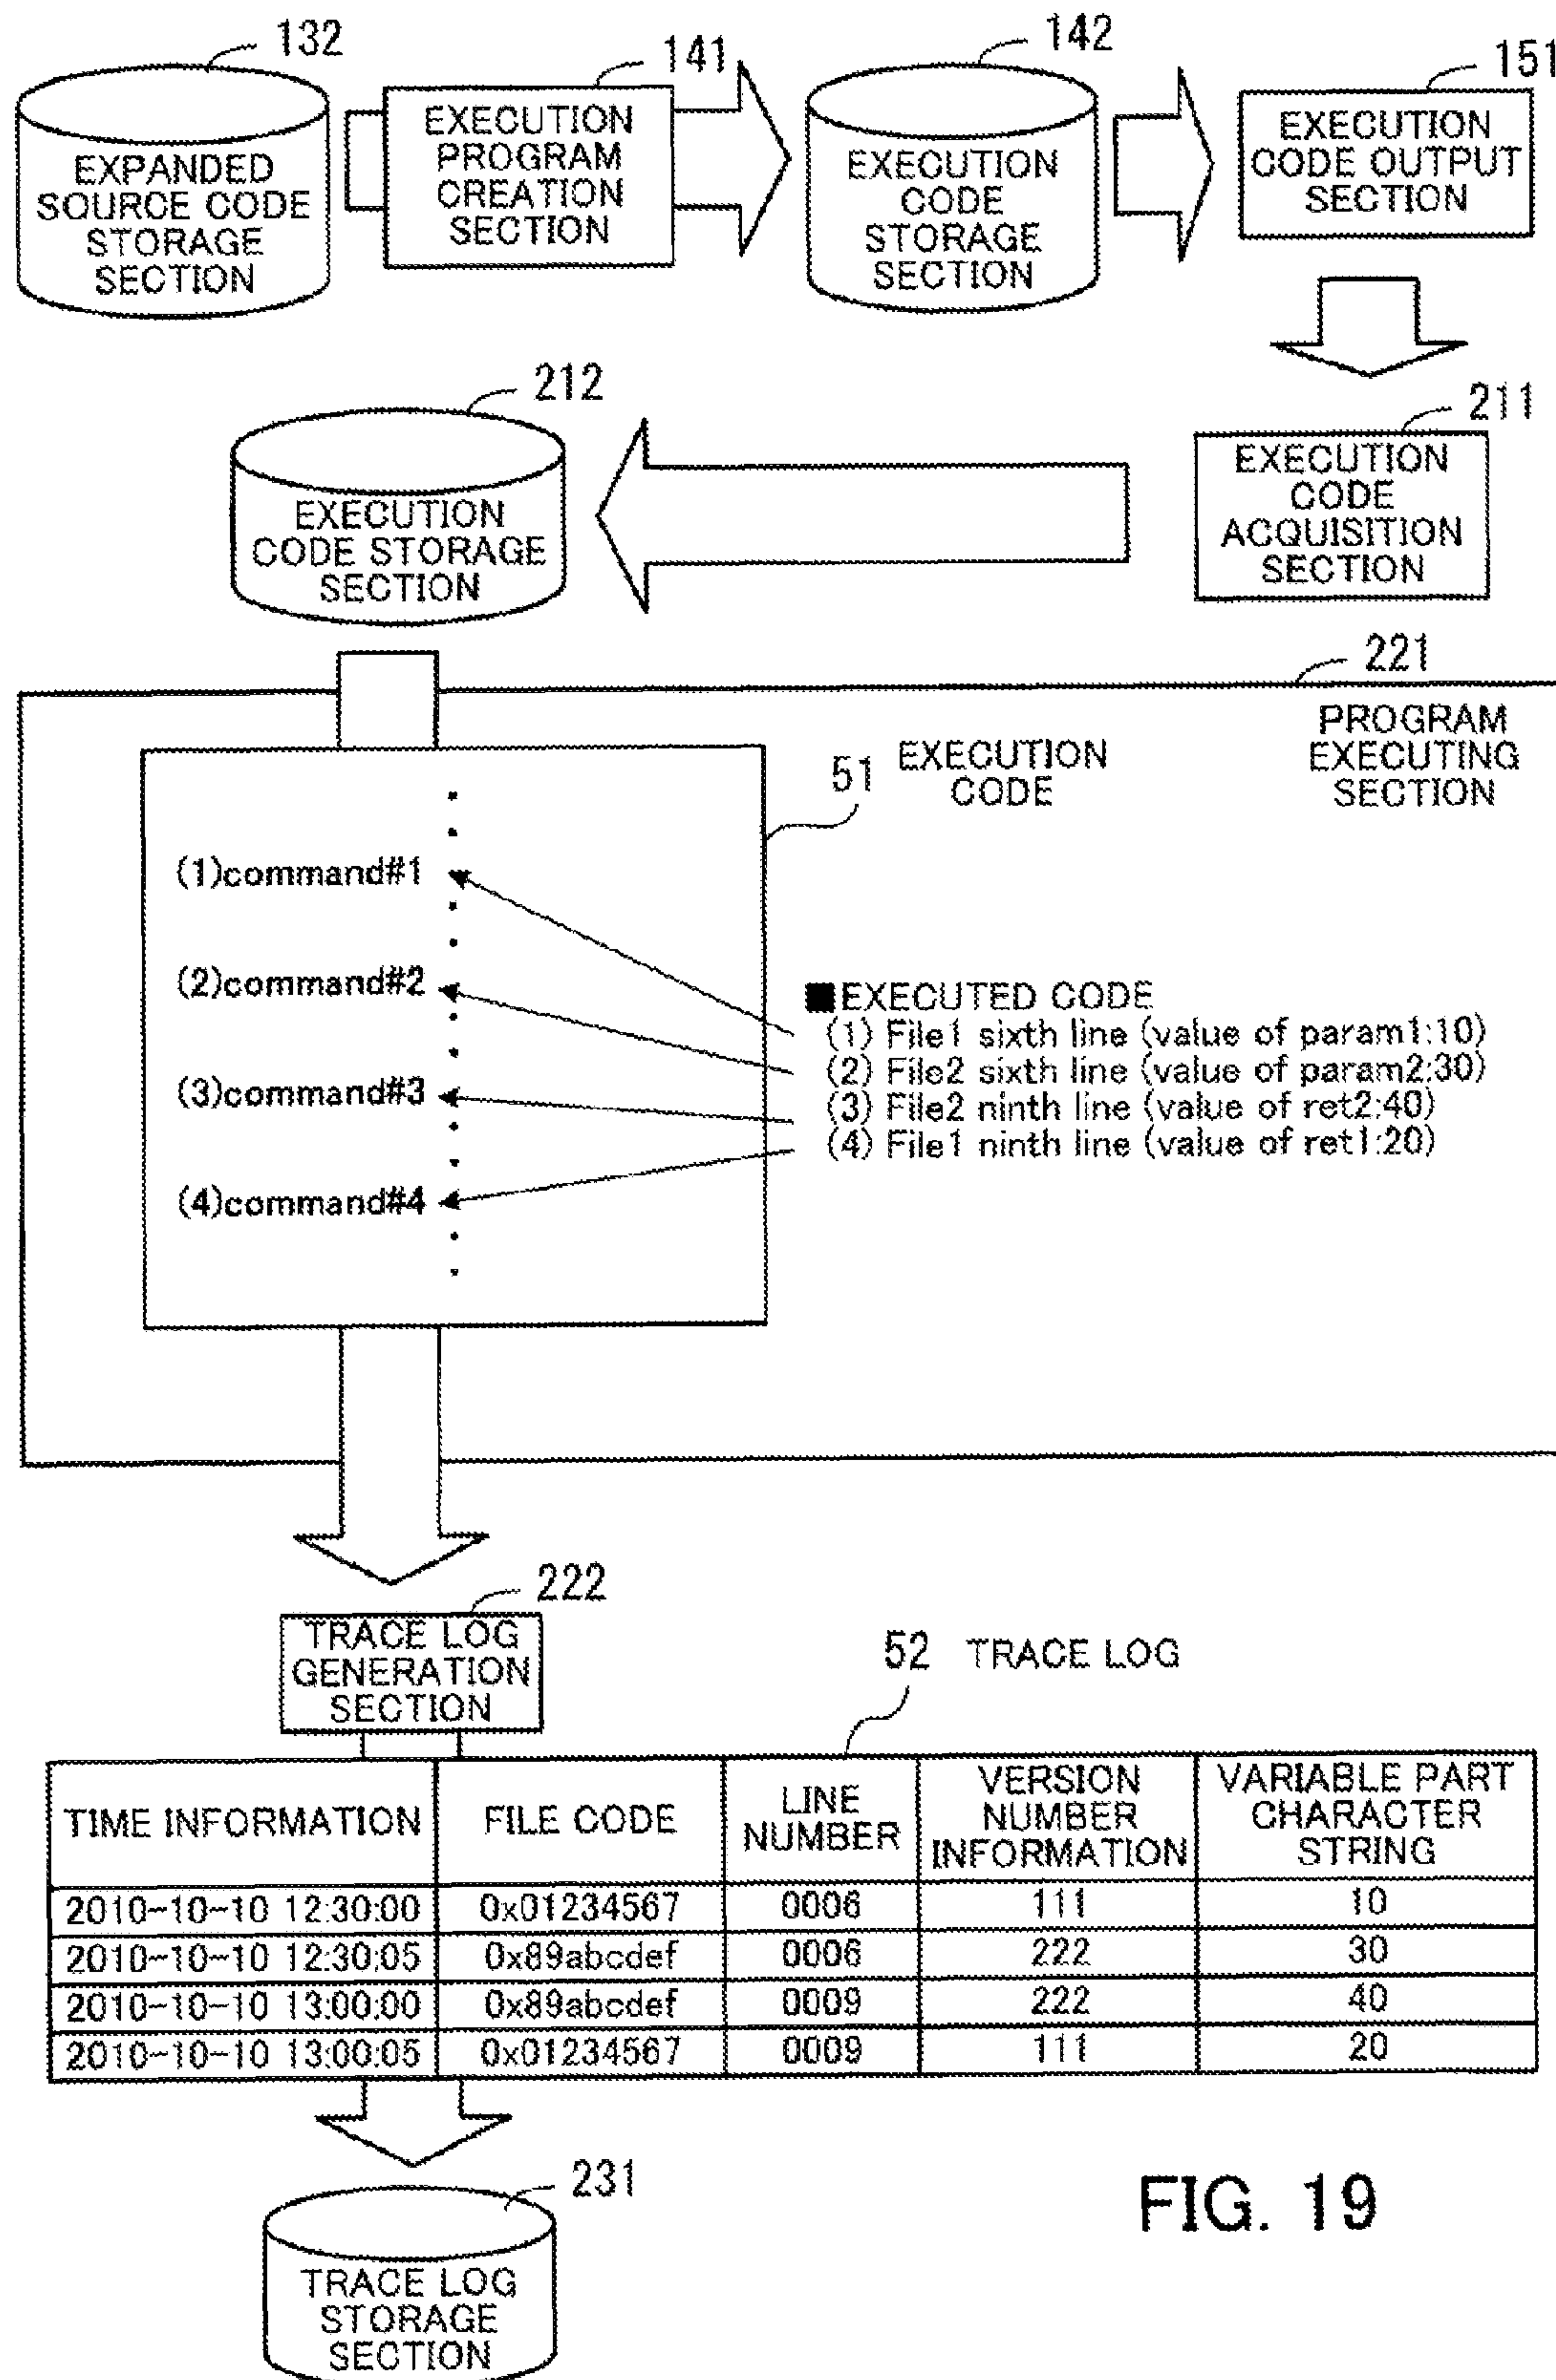 132
141
142
151
EXPANDED
SOURCE CODE
STORAGE
SECTION
EXECUTION
PROGRAM
CREATION
SECTION
EXECUTION
CODE
STORAGE
SECTION
EXECUTION
CODE OUTPUT
SECTION
212
211
EXECUTION
CODE STORAGE
SECTION
EXECUTION
CODE
ACQUISITION
SECTION
221
PROGRAM
EXECUTING
SECTION
51
EXECUTION
CODE
(1)command#1
(2)command#2
(3)command#3
(4)command#4
■EXECUTED CODE
(1) File1 sixth line (value of param1:10)
(2) File2 sixth line (value of param2:30)
(3) File2 ninth line (value of ret2:40)
(4) File1 ninth line (value of ret1:20)
222
TRACE LOG
GENERATION
SECTION
52 TRACE LOG
TIME INFORMATION
FILE CODE
LINE
NUMBER
VERSION
NUMBER
INFORMATION
VARIABLE PART
CHARACTER
STRING
2010-10-10 12:30:00 0x01234567 0006 111 10
2010-10-10 12:30:05 0x89abcdef 0006 222 30
2010-10-10 13:00:00 0x89abcdef 0009 222 40
2010-10-10 13:00:05 0x01234567 0009 111 20
231
TRACE LOG
STORAGE
SECTION
FIG. 19